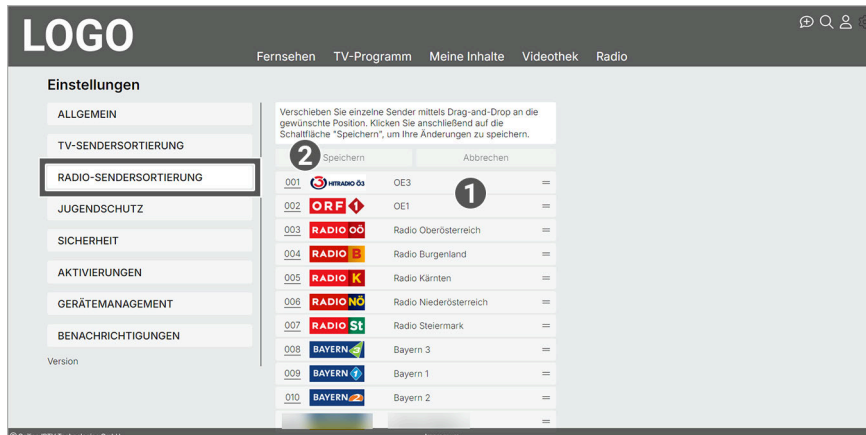 LOGO
Fernsehen TV-Programm Meine Inhalte Videothek Radio
Einstellungen
ALLGEMEIN
TV-SENDERSORTIERUNG
RADIO-SENDERSORTIERUNG
JUGENDSCHUTZ
SICHERHEIT
AKTIVIERUNGEN
GERÄTEMANAGEMENT
BENACHRICHTIGUNGEN
Version
Verschieben Sie einzelne Sender mittels Drag-and-Drop an die
gewünschte Position. Klicken Sie anschließend auf die
Schaltfläche "Speichern", um Ihre Änderungen zu speichern.
2 Speichern Abbrechen
001 3 HITRADIO Ö3 OE3
1
002 ORF 1 OE1
003 RADIO OÖ Radio Oberösterreich
004 RADIO B Radio Burgenland
005 RADIO K Radio Kärnten
006 RADIO NÖ Radio Niederösterreich
007 RADIO St Radio Steiermark
008 BAYERN 3 Bayern 3
009 BAYERN 1 Bayern 1
010 BAYERN 2 Bayern 2